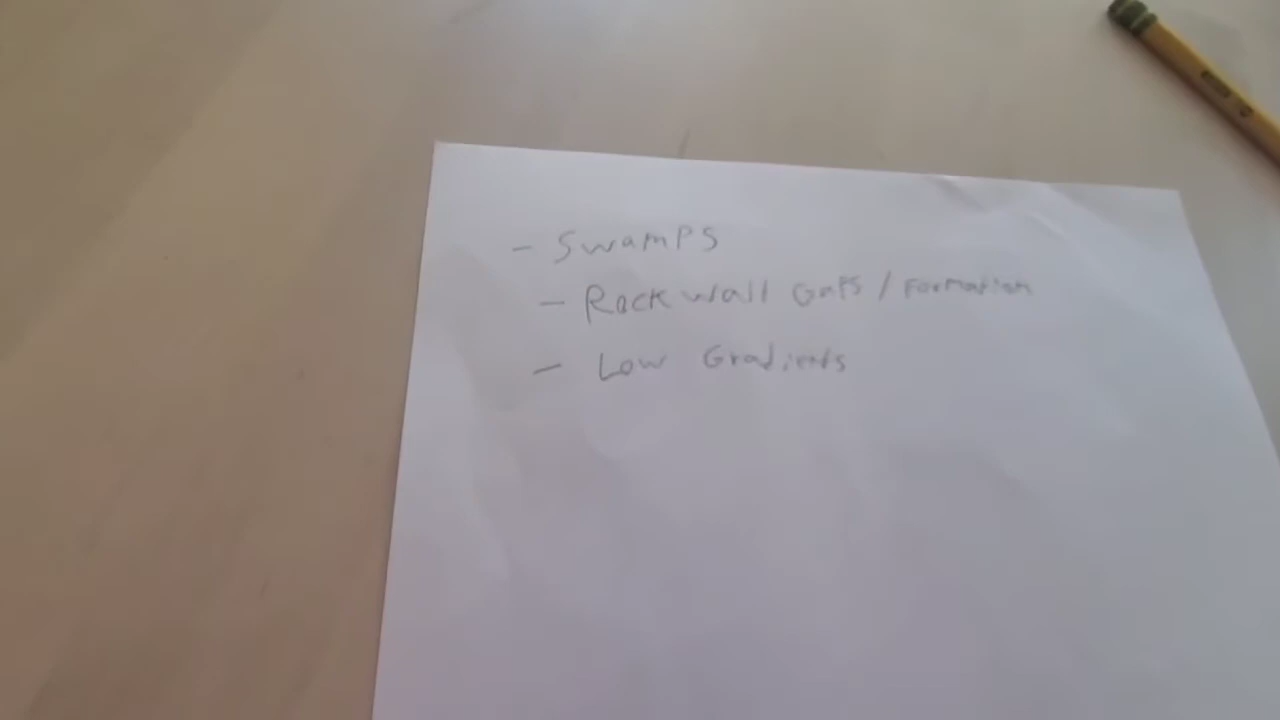 - Swamps
- Rock wall Gaps / Formation
- Low Gradients